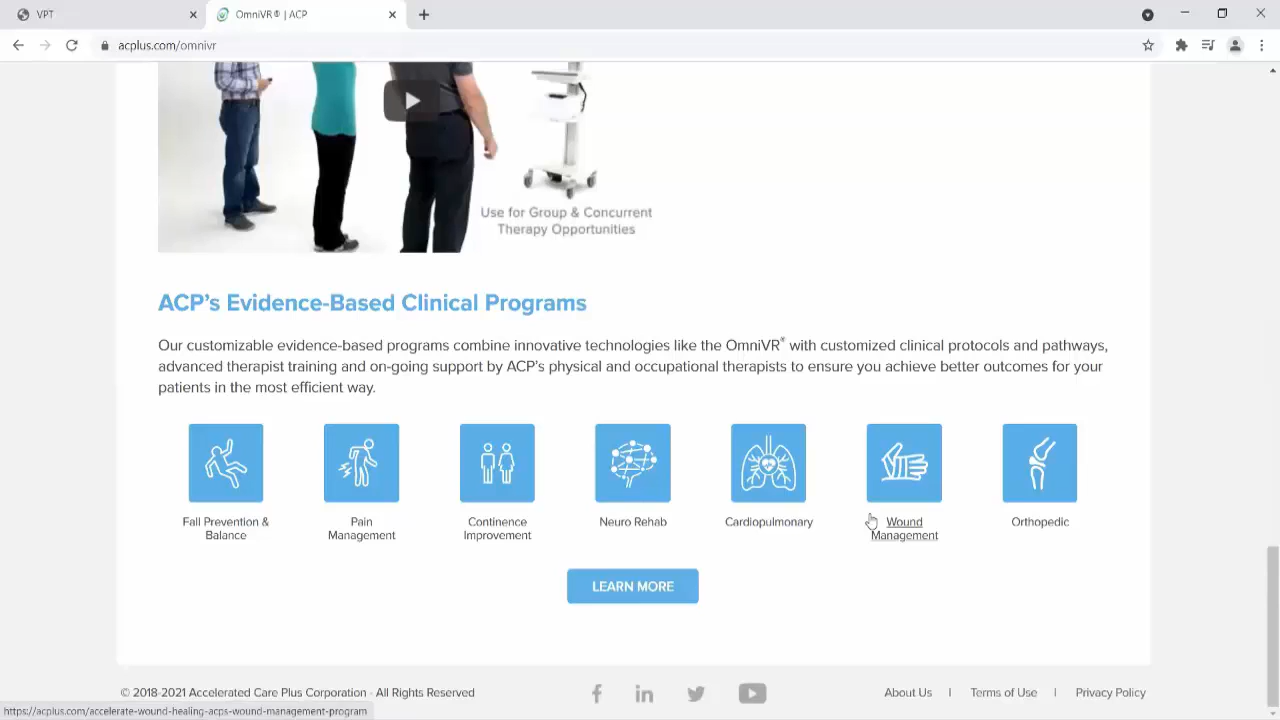 VPT
OmniVR® | ACP
acplus.com/omnivr
Use for Group & Concurrent
Therapy Opportunities
ACP's Evidence-Based Clinical Programs
Our customizable evidence-based programs combine innovative technologies like the OmniVR® with customized clinical protocols and pathways,
advanced therapist training and on-going support by ACP's physical and occupational therapists to ensure you achieve better outcomes for your
patients in the most efficient way.
Fall Prevention &
Balance
Pain
Management
Continence
Improvement
Neuro Rehab
Cardiopulmonary
Wound
Management
Orthopedic
LEARN MORE
© 2018-2021 Accelerated Care Plus Corporation - All Rights Reserved
About Us | Terms of Use | Privacy Policy
https://acplus.com/accelerate-wound-healing-acps-wound-management-program